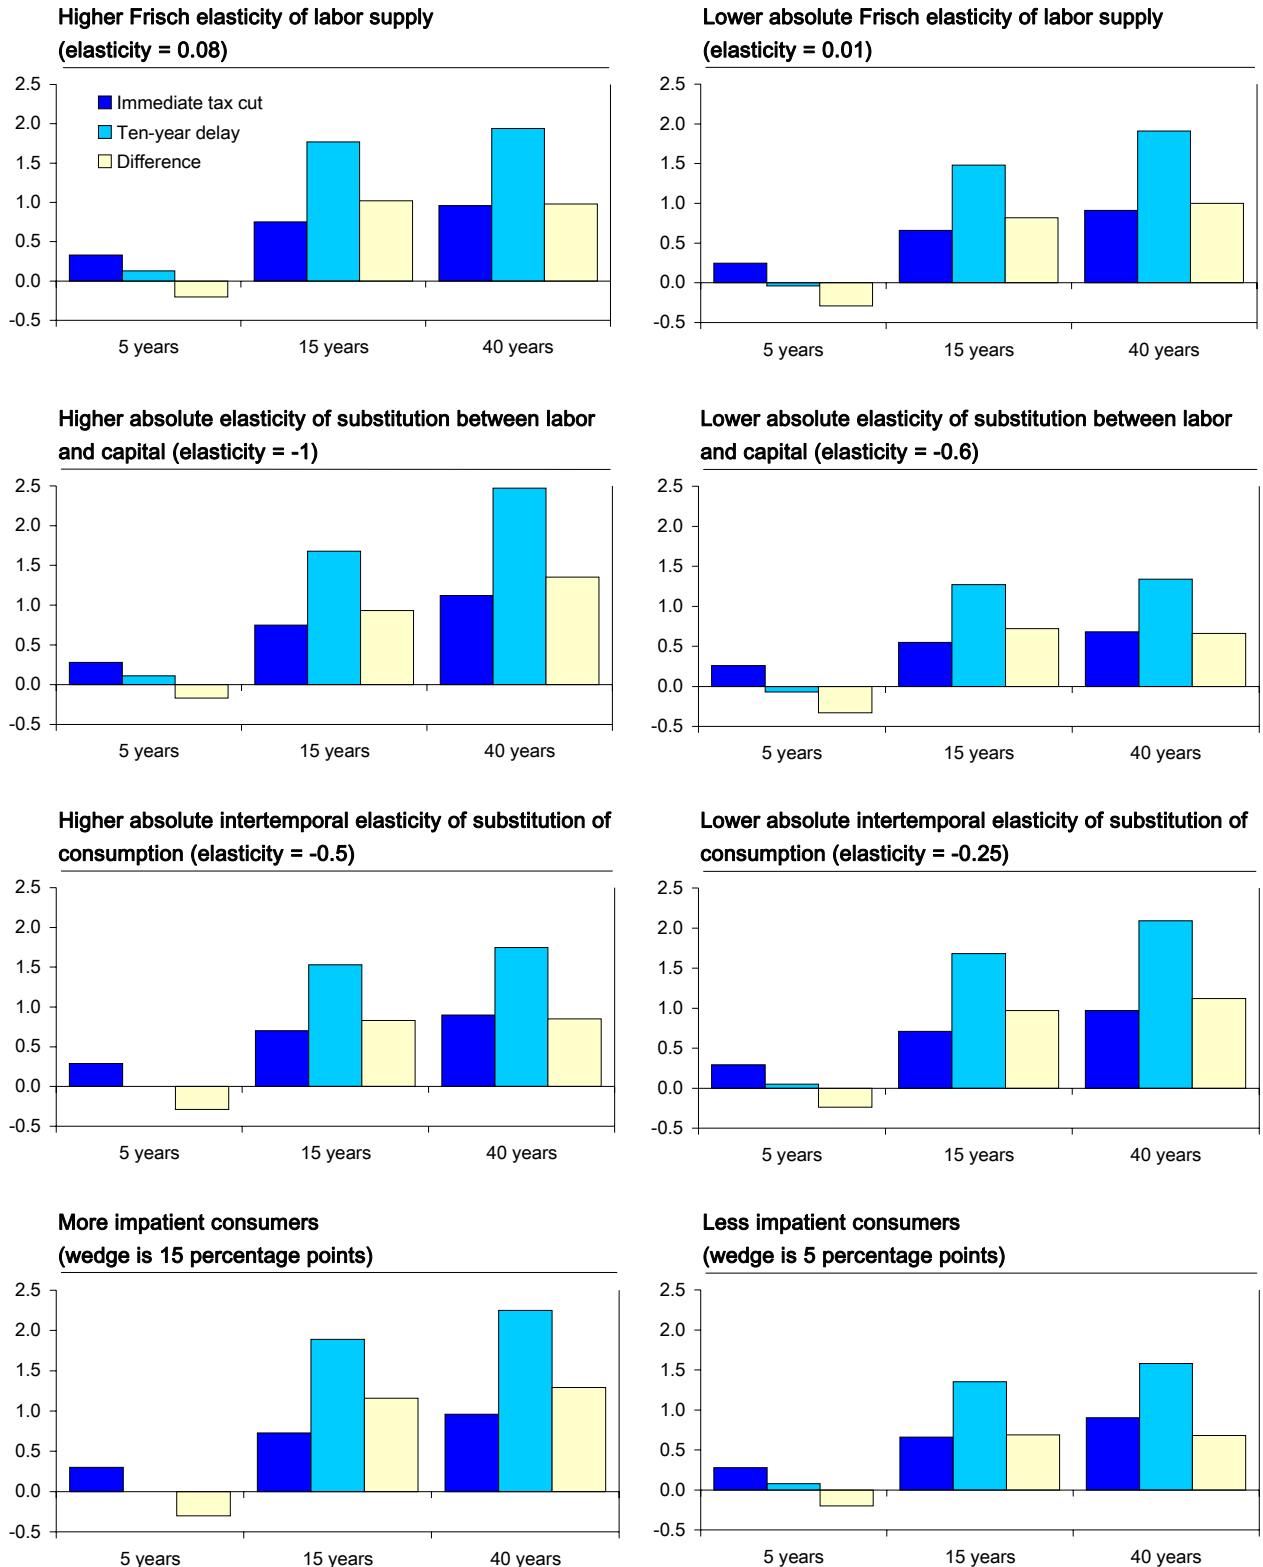 Higher Frisch elasticity of labor supply
(elasticity = 0.08)
2.5
2.0
1.5
1.0
0.5
0.0
-0.5
Immediate tax cut
Ten-year delay
Difference
5 years
15 years
40 years
Lower absolute Frisch elasticity of labor supply
(elasticity = 0.01)
2.5
2.0
1.5
1.0
0.5
0.0
-0.5
5 years
15 years
40 years
Higher absolute elasticity of substitution between labor
and capital (elasticity = -1)
2.5
2.0
1.5
1.0
0.5
0.0
-0.5
5 years
15 years
40 years
Lower absolute elasticity of substitution between labor
and capital (elasticity = -0.6)
2.5
2.0
1.5
1.0
0.5
0.0
-0.5
5 years
15 years
40 years
Higher absolute intertemporal elasticity of substitution of
consumption (elasticity = -0.5)
2.5
2.0
1.5
1.0
0.5
0.0
-0.5
5 years
15 years
40 years
Lower absolute intertemporal elasticity of substitution of
consumption (elasticity = -0.25)
2.5
2.0
1.5
1.0
0.5
0.0
-0.5
5 years
15 years
40 years
More impatient consumers
(wedge is 15 percentage points)
2.5
2.0
1.5
1.0
0.5
0.0
-0.5
5 years
15 years
40 years
Less impatient consumers
(wedge is 5 percentage points)
2.5
2.0
1.5
1.0
0.5
0.0
-0.5
5 years
15 years
40 years